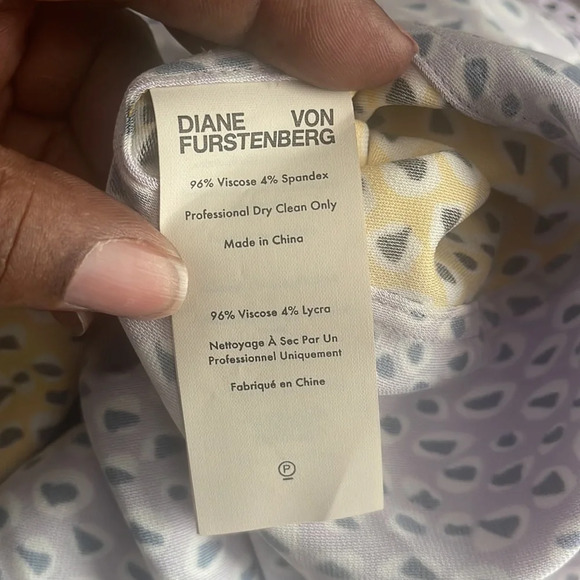 DIANE VON
FURSTENBERG
96% Viscose 4% Spandex
Professional Dry Clean Only
Made in China
96% Viscose 4% Lycra
Nettoyage À Sec Par Un
Professionnel Uniquement
Fabriqué en Chine
P